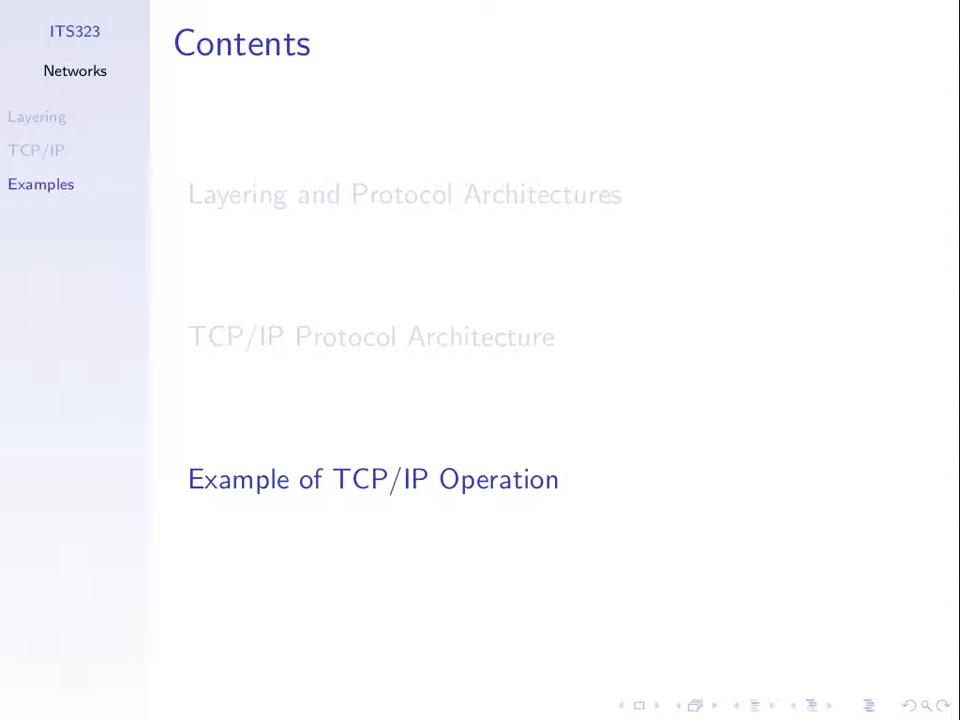 ITS323
Networks
Layering
TCP/IP
Examples
Contents
Layering and Protocol Architectures
TCP/IP Protocol Architecture
Example of TCP/IP Operation